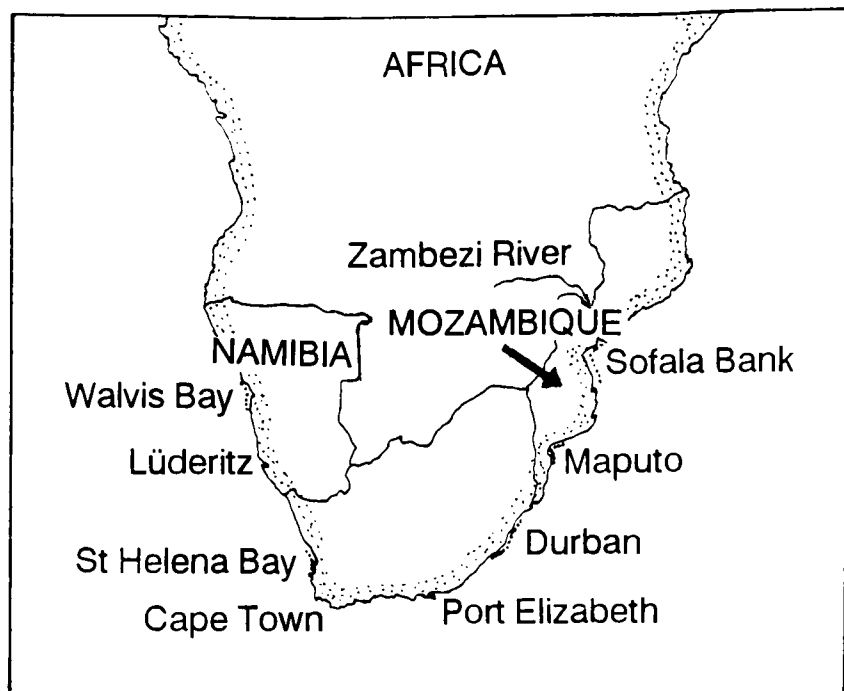 AFRICA
Zambezi River
MOZAMBIQUE
NAMIBIA
Sofala Bank
Walvis Bay
Lüderitz
Maputo
Durban
St Helena Bay
Cape Town
Port Elizabeth